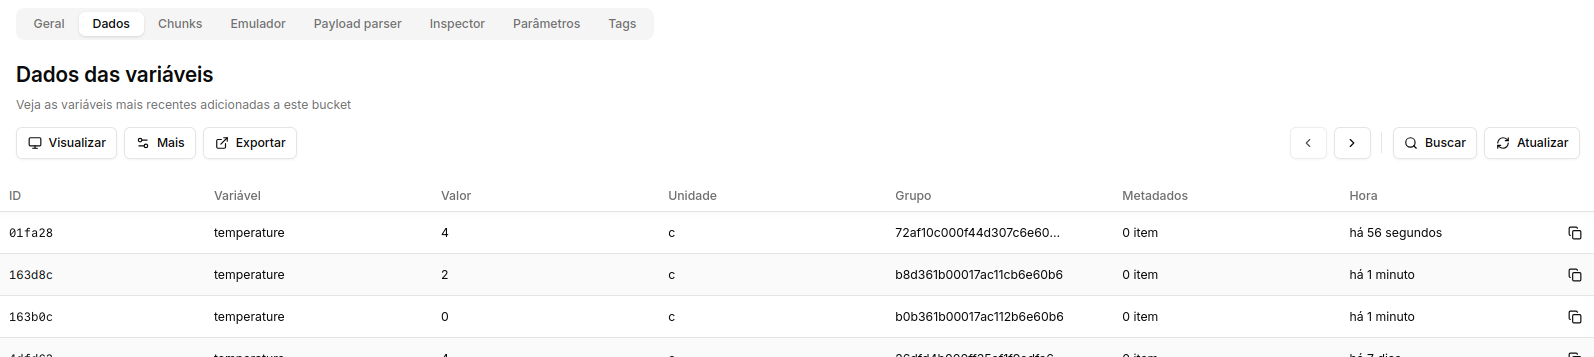 Geral Dados Chunks Emulador Payload parser Inspector Parâmetros Tags
Dados das variáveis
Veja as variáveis mais recentes adicionadas a este bucket
Visualizar Mais Exportar Buscar Atualizar
ID Variável Valor Unidade Grupo Metadados Hora
01fa28 temperature 4 c 72af10c000f44d307c6e60... 0 item há 56 segundos
163d8c temperature 2 c b8d361b00017ac11cb6e60b6 0 item há 1 minuto
163b0c temperature 0 c b0b361b00017ac112b6e60b6 0 item há 1 minuto